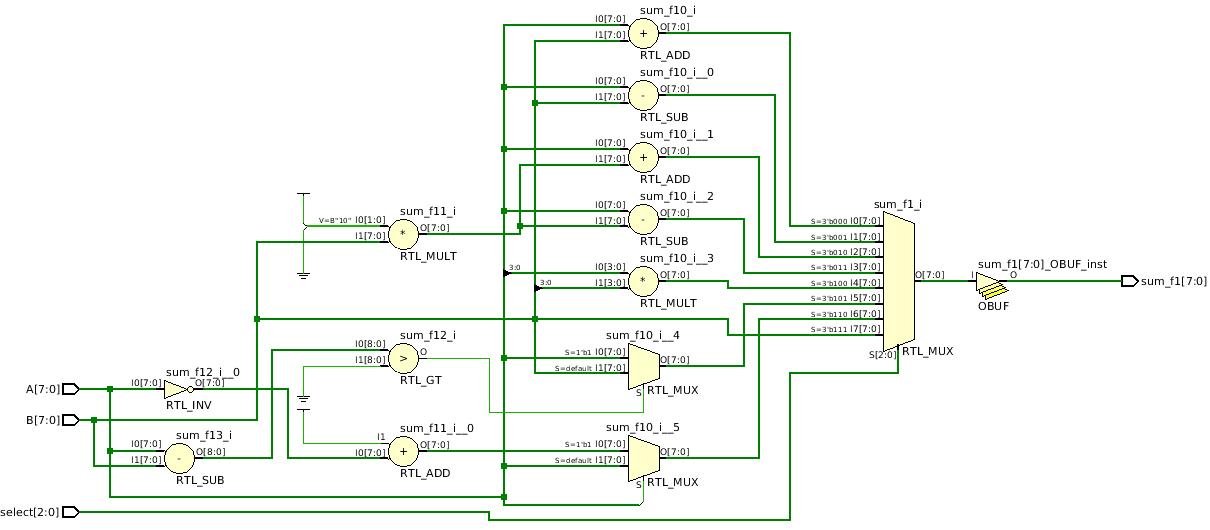 sum_f10_i
I0[7:0]
I1[7:0]
+
O[7:0]
RTL_ADD
sum_f10_i__0
I0[7:0]
I1[7:0]
-
O[7:0]
RTL_SUB
sum_f10_i__1
I0[7:0]
I1[7:0]
+
O[7:0]
RTL_ADD
sum_f10_i__2
I0[7:0]
I1[7:0]
-
O[7:0]
RTL_SUB
sum_f10_i__3
3:0
3:0
I0[3:0]
I1[3:0]
*
O[7:0]
RTL_MULT
sum_f11_i
V=B"10" I0[1:0]
I1[7:0]
*
O[7:0]
RTL_MULT
sum_f12_i
I0[8:0]
I1[8:0]
>
O
RTL_GT
sum_f10_i__4
S=1'b1 I0[7:0]
S=default I1[7:0]
O[7:0]
S
RTL_MUX
A[7:0]
B[7:0]
select[2:0]
sum_f12_i__0
I0[7:0]
O[7:0]
RTL_INV
sum_f13_i
I0[7:0]
I1[7:0]
-
O[8:0]
RTL_SUB
sum_f11_i__0
I1
I0[7:0]
+
O[7:0]
RTL_ADD
sum_f10_i__5
S=1'b1 I0[7:0]
S=default I1[7:0]
O[7:0]
S
RTL_MUX
sum_f1_i
S=3'b000 I0[7:0]
S=3'b001 I1[7:0]
S=3'b010 I2[7:0]
S=3'b011 I3[7:0]
S=3'b100 I4[7:0]
S=3'b101 I5[7:0]
S=3'b110 I6[7:0]
S=3'b111 I7[7:0]
O[7:0]
S[2:0]
RTL_MUX
sum_f1[7:0]_OBUF_inst
I
O
OBUF
sum_f1[7:0]